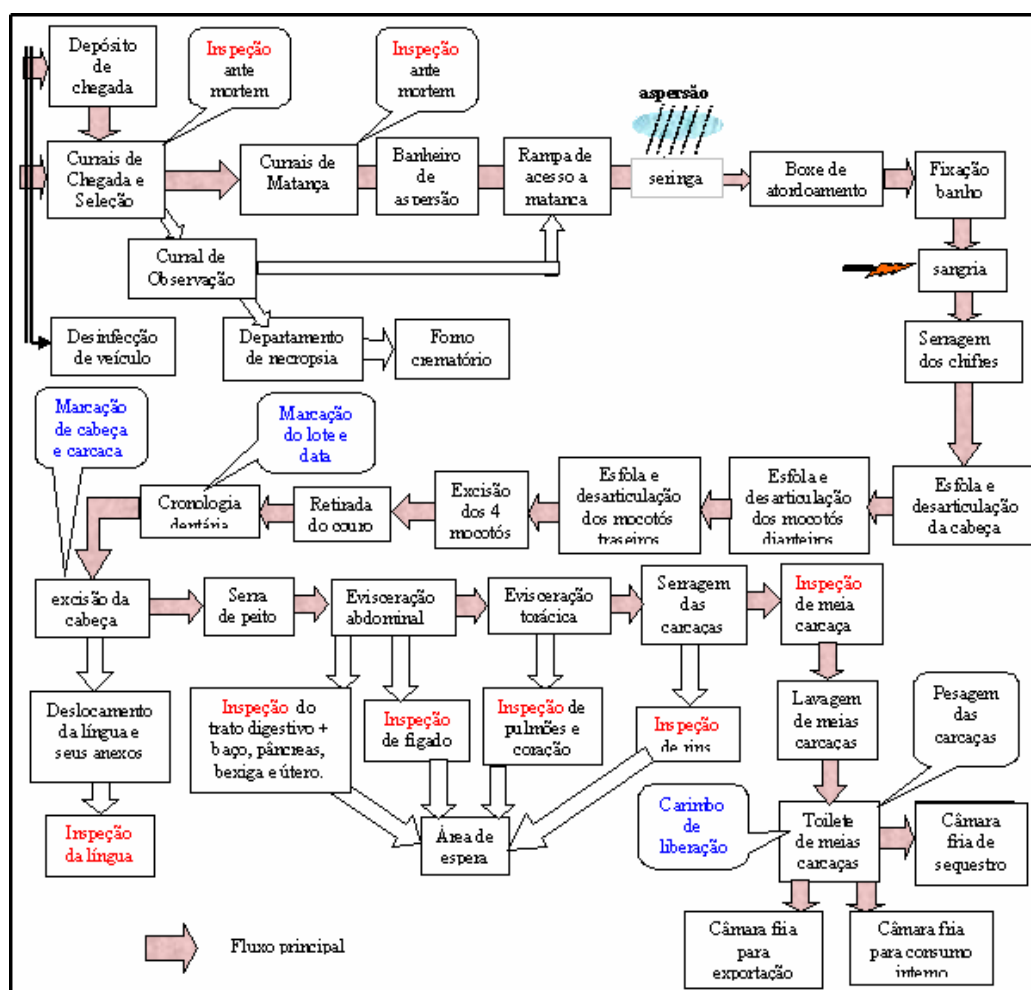 Depósito
de
chegada
Inspeção
ante
mortem
Inspeção
ante
mortem
aspersão
Currais de
Chegada e
Seleção
Currais de
Matança
Banheiro
de
aspersão
Rampa de
acesso a
matança
seringa
Boxe de
atordoamento
Fixação
banho
Curral de
Observação
sangria
Desinfecção
de veículo
Departamento
de necropsia
Forno
crematório
Serragem
dos chifres
Marcação
de cabeça
e carcaca
Marcação
do lote e
data
Cronologia
dentária
Retirada
do couro
Excisão
dos 4
mocotós
Esfola e
desarticulação
dos mocotós
traseiros
Esfola e
desarticulação
dos mocotós
dianteiros
Esfola e
desarticulação
da cabeça
excisão da
cabeça
Serra
de peito
Evisceração
abdominal
Evisceração
torácica
Serragem
das
carcaças
Inspeção
de meia
carcaça
Deslocamento
da língua e
seus anexos
Inspeção do
trato digestivo +
baço, pâncreas,
bexiga e útero.
Inspeção
de fígado
Inspeção de
pulmões e
coração
Inspeção
de rins
Lavagem
de meias
carcaças
Pesagem
das
carcaças
Inspeção
da língua
Área de
espera
Carimbo
de
liberação
Toilete
de meias
carcaças
Câmara
fria de
sequestro
Fluxo principal
Câmara fria
para
exportação
Câmara fria
para consumo
interno